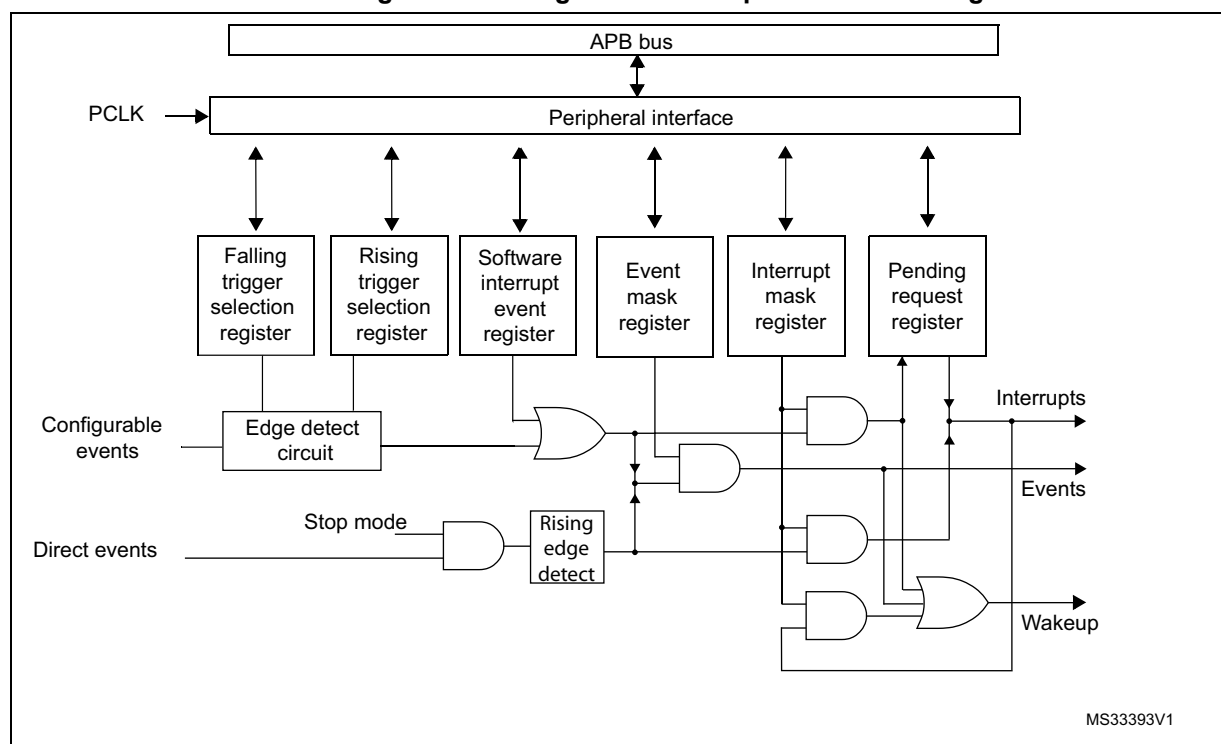 APB bus
PCLK
Peripheral interface
Falling
trigger
selection
register
Rising
trigger
selection
register
Software
interrupt
event
register
Event
mask
register
Interrupt
mask
register
Pending
request
register
Configurable
events
Edge detect
circuit
Interrupts
Events
Stop mode
Direct events
Rising
edge
detect
Wakeup
MS33393V1